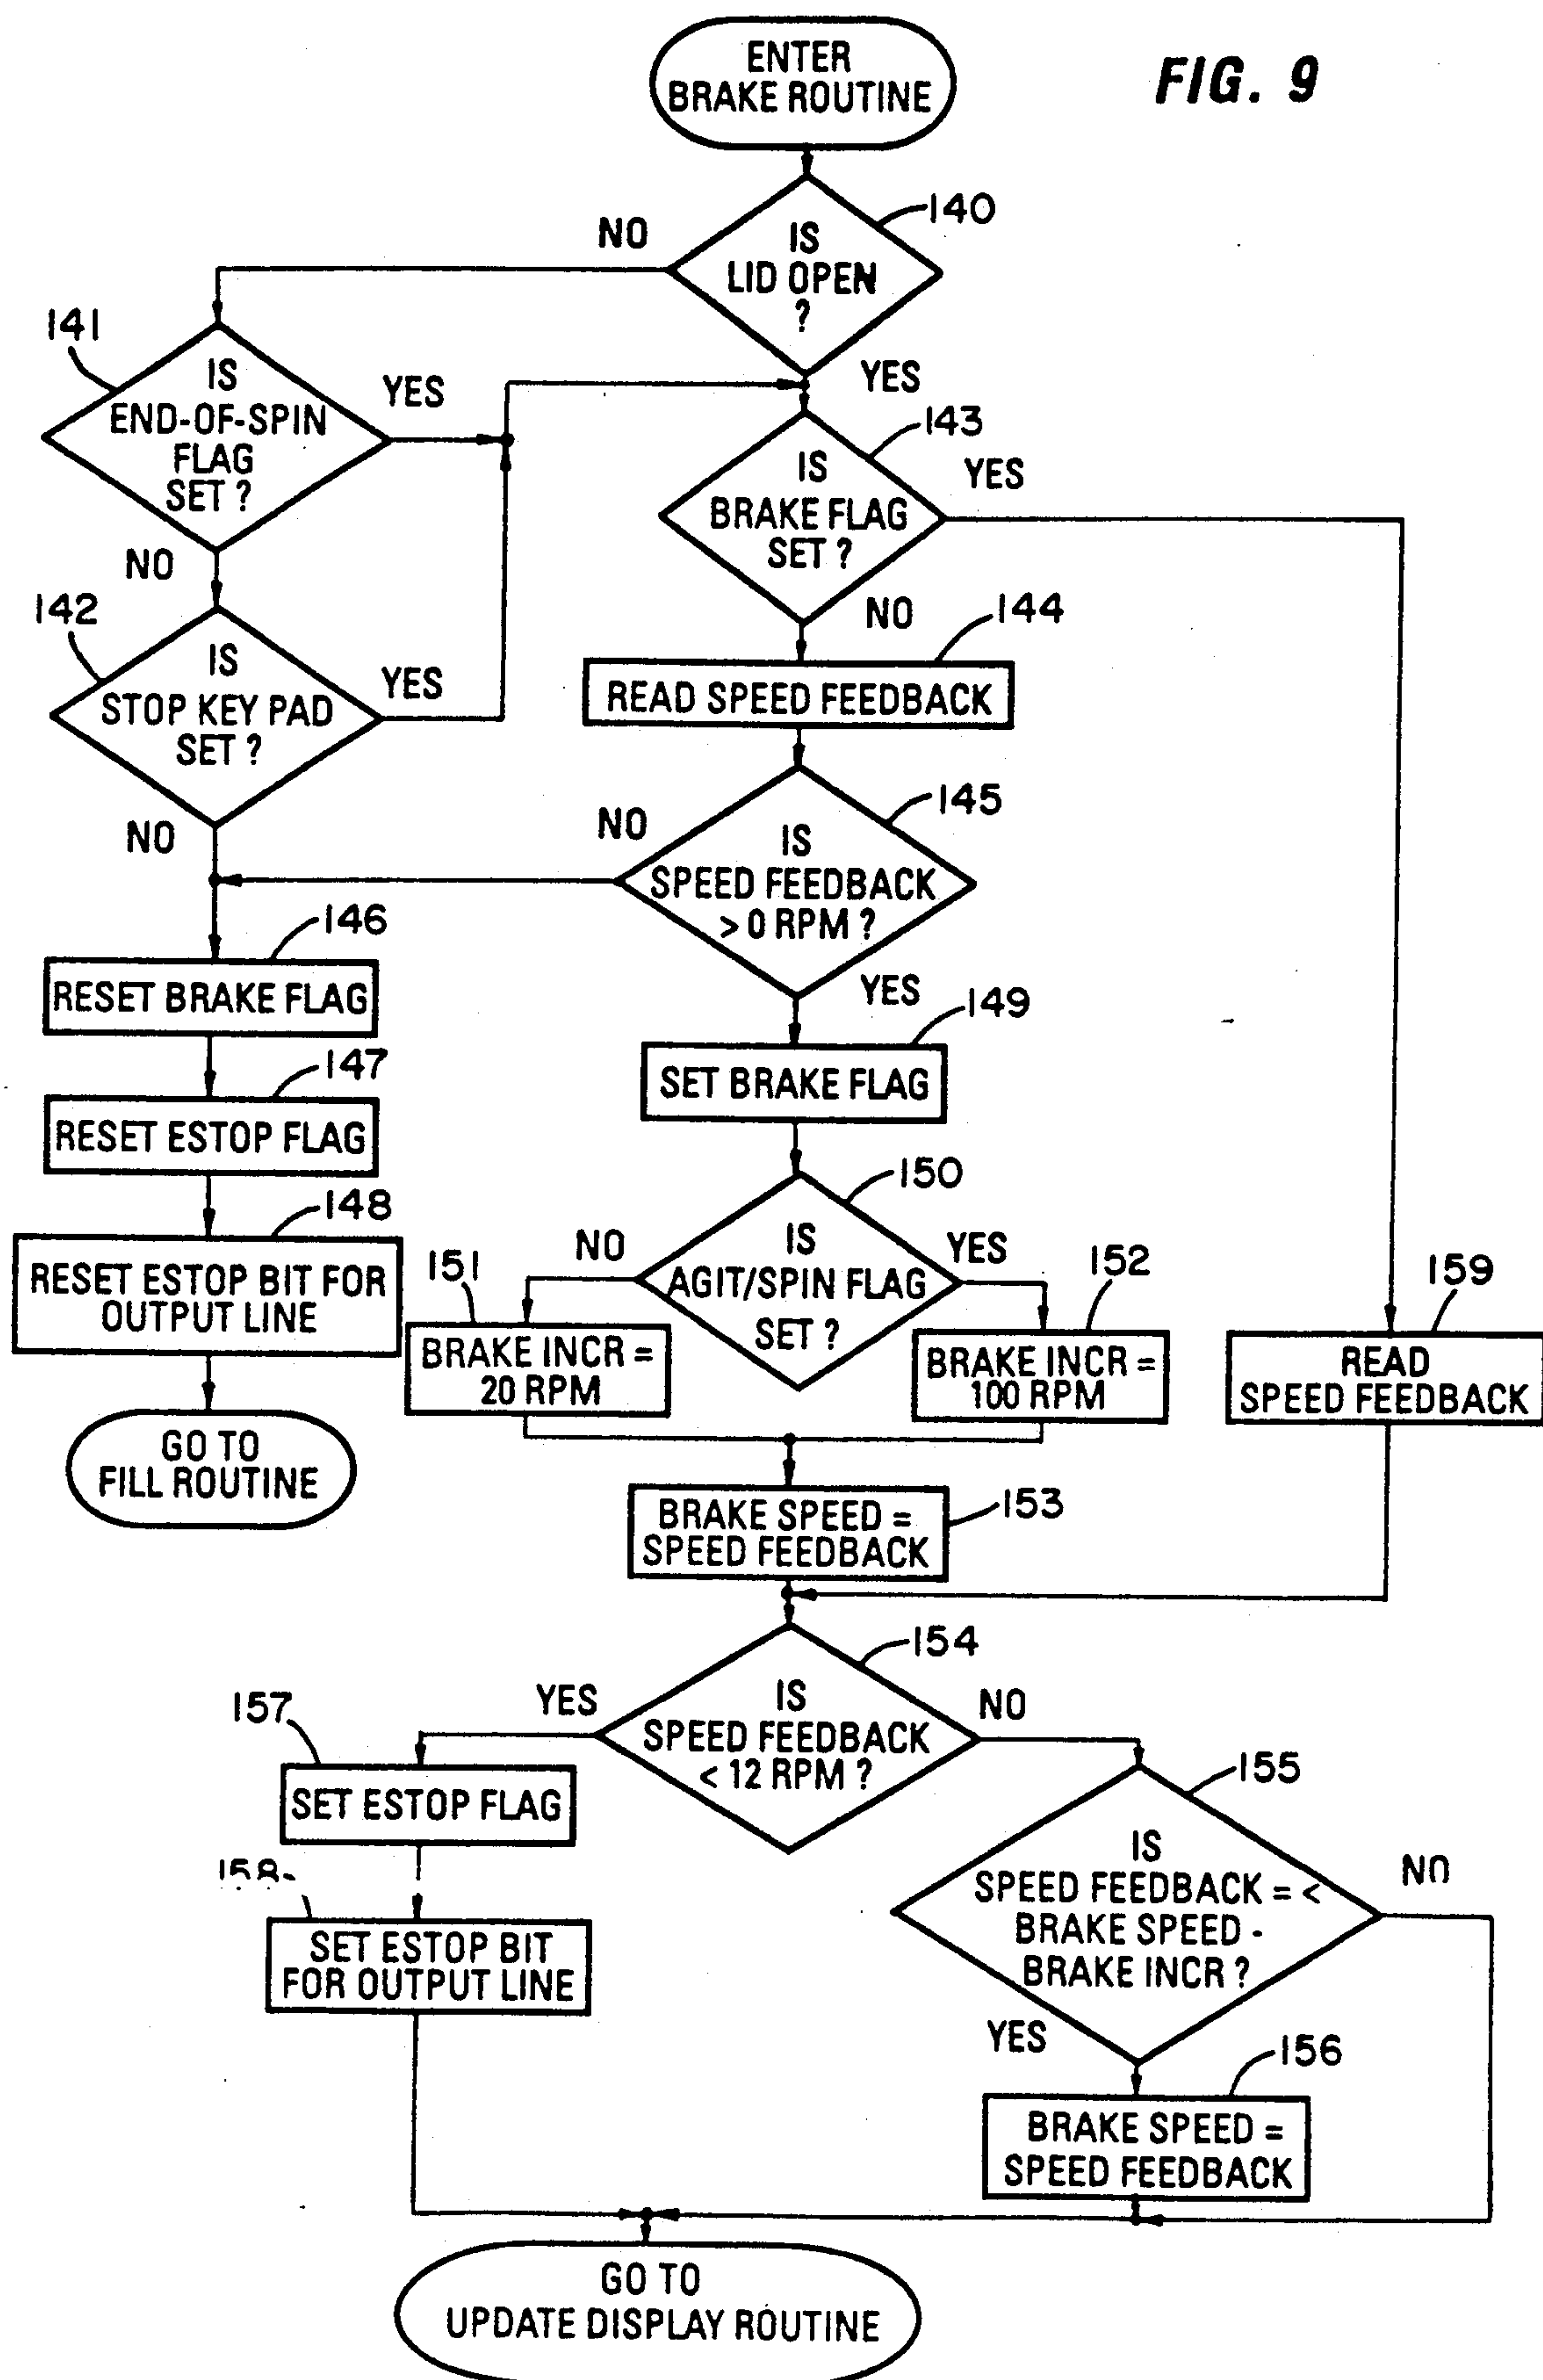 ENTER
BRAKE ROUTINE
FIG. 9
140
NO
IS
LID OPEN
?
YES
141
IS
END-OF-SPIN
FLAG
SET ?
YES
NO
143
IS
BRAKE FLAG
SET ?
YES
NO
142
IS
STOP KEY PAD
SET ?
YES
NO
144
READ SPEED FEEDBACK
145
NO
IS
SPEED FEEDBACK
> 0 RPM ?
YES
146
RESET BRAKE FLAG
149
SET BRAKE FLAG
147
RESET ESTOP FLAG
148
RESET ESTOP BIT FOR
OUTPUT LINE
GO TO
FILL ROUTINE
150
NO
IS
AGIT/SPIN FLAG
SET ?
YES
151
BRAKE INCR =
20 RPM
152
BRAKE INCR =
100 RPM
159
READ
SPEED FEEDBACK
153
BRAKE SPEED =
SPEED FEEDBACK
154
YES
IS
SPEED FEEDBACK
< 12 RPM ?
NO
157
SET ESTOP FLAG
158
SET ESTOP BIT
FOR OUTPUT LINE
155
IS
SPEED FEEDBACK = <
BRAKE SPEED -
BRAKE INCR ?
NO
YES
156
BRAKE SPEED =
SPEED FEEDBACK
GO TO
UPDATE DISPLAY ROUTINE